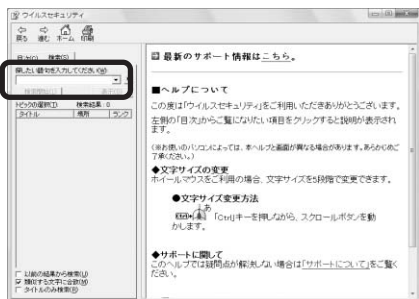 ウイルスセキュリティ
戻る 進む ホーム 印刷
目次(C) 検索(S)
探したい語句を入力してください(W)
検索開始(L) 表示(D)
トピックの選択(T) 検索結果: 0
タイトル 場所 ランク
以前の結果から検索(U)
類似する文字に合致(M)
タイトルのみ検索(R)
最新のサポート情報はこちら。
■ヘルプについて
この度は「ウイルスセキュリティ」をご利用いただきありがとうございます。
左側の「目次」からご覧になりたい項目をクリックすると説明が表示され
ます。
(※お使いのパソコンによっては、本ヘルプと画面が異なる場合があります。あらかじめご
了承ください。)
◆文字サイズの変更
ホイールマウスをご利用の場合、文字サイズを5段階で変更できます。
●文字サイズ変更方法
あ
Ctrl+ 「Ctrl」キーを押しながら、スクロールボタンを動
かします。
◆サポートに関して
このヘルプでは疑問点が解決しない場合は「サポートについて」をご覧く
ださい。